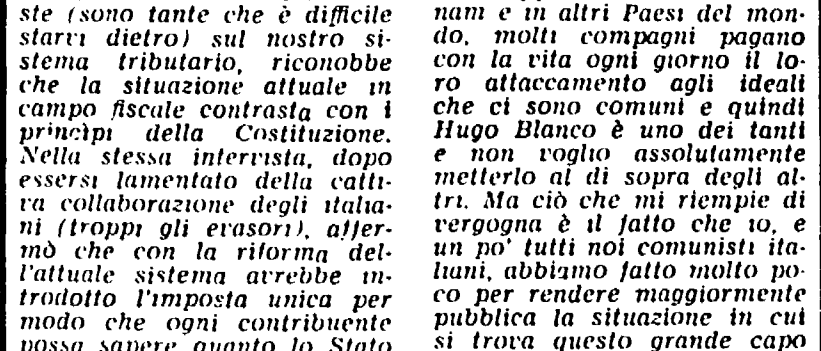 ste (sono tante che è difficile
starvi dietro) sul nostro si-
stema tributario, riconobbe
che la situazione attuale in
campo fiscale contrasta con i
princìpi della Costituzione.
Nella stessa intervista, dopo
essersi lamentato della catti-
va collaborazione degli italia-
ni (troppi gli evasori), affer-
mò che con la riforma del-
l'attuale sistema avrebbe in-
trodotto l'imposta unica per
modo che ogni contribuente
possa sapere quanto lo Stato
nam e in altri Paesi del mon-
do, molti compagni pagano
con la vita ogni giorno il lo-
ro attaccamento agli ideali
che ci sono comuni e quindi
Hugo Blanco è uno dei tanti
e non voglio assolutamente
metterlo al di sopra degli al-
tri. Ma ciò che mi riempie di
vergogna è il fatto che io, e
un po' tutti noi comunisti ita-
liani, abbiamo fatto molto po-
co per rendere maggiormente
pubblica la situazione in cui
si trova questo grande capo